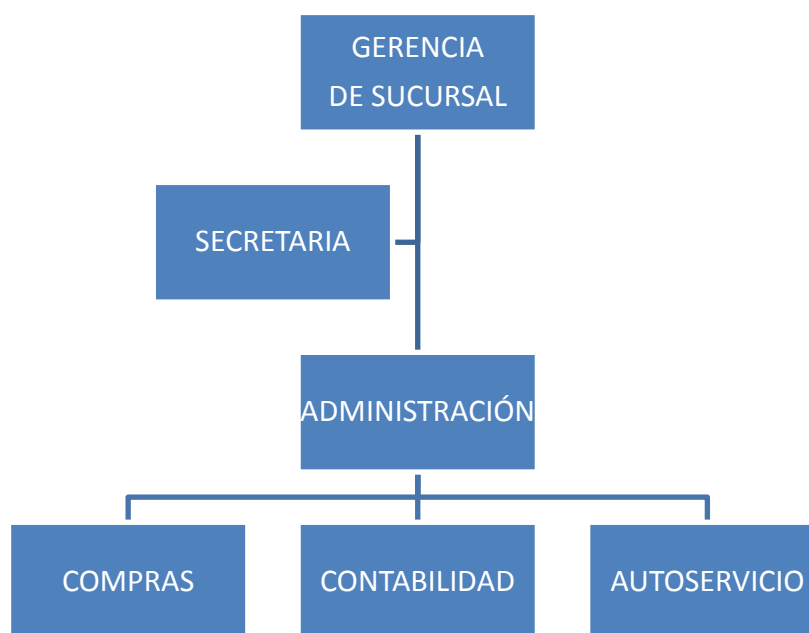 GERENCIA
DE SUCURSAL
SECRETARIA
ADMINISTRACIÓN
COMPRAS
CONTABILIDAD
AUTOSERVICIO